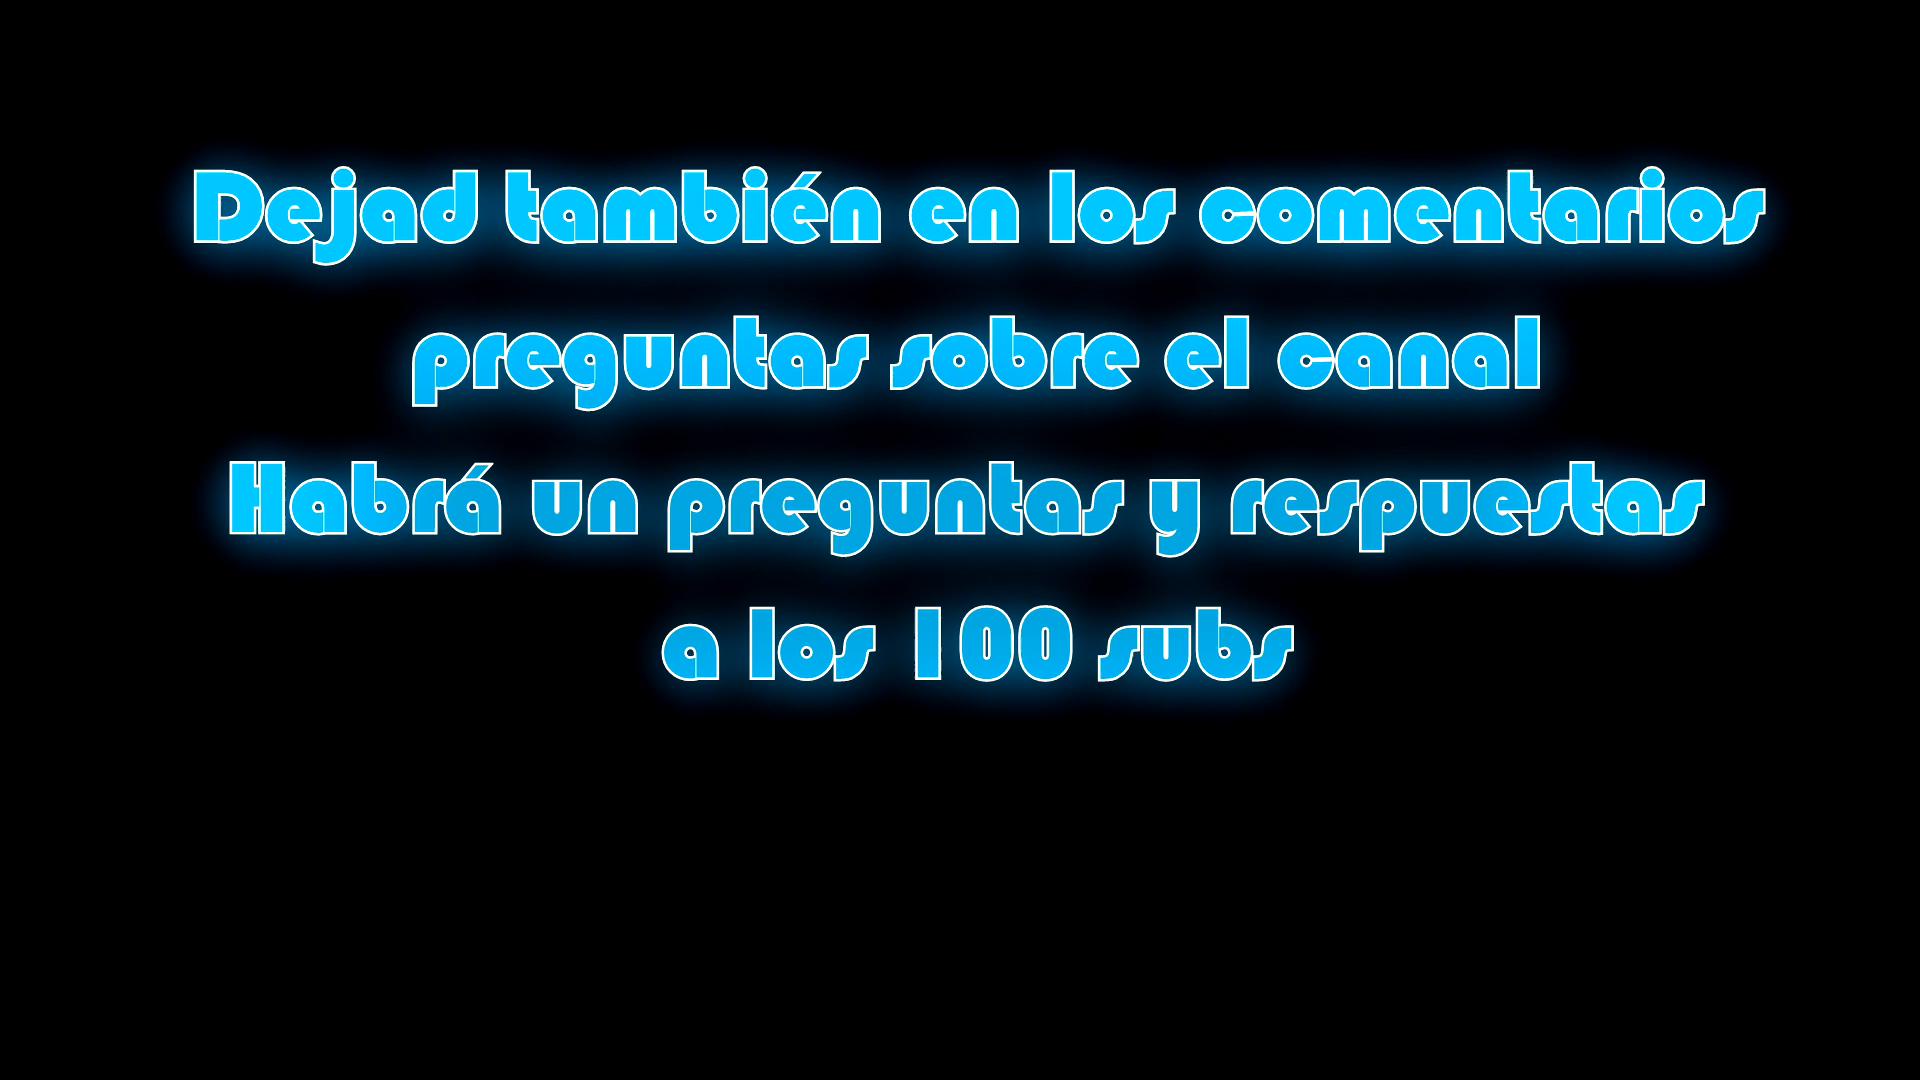 Dejad también en los comentarios
preguntas sobre el canal
Habrá un preguntas y respuestas
a los 100 subs